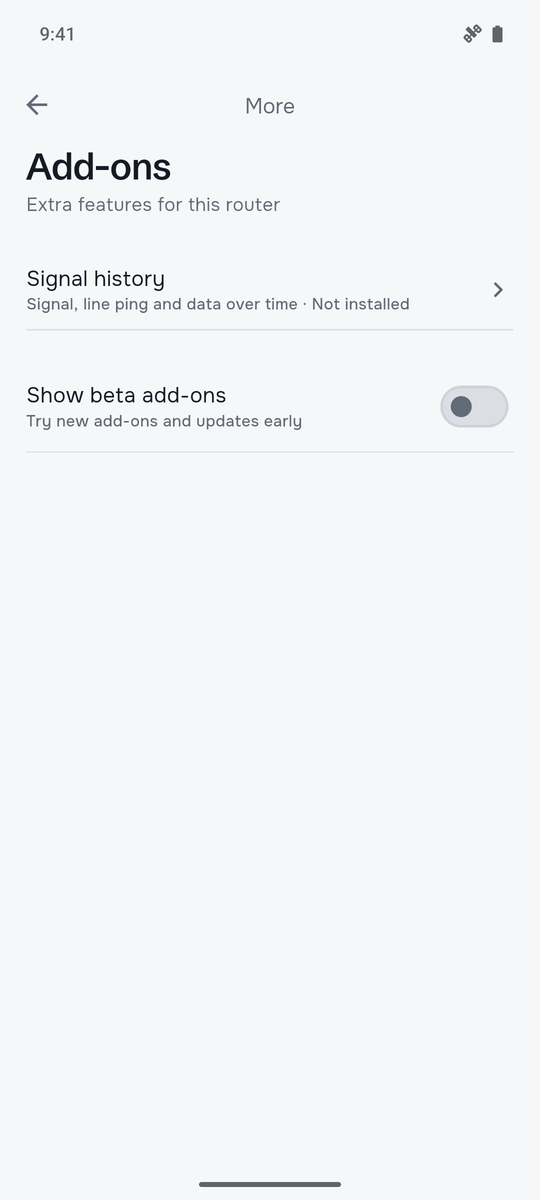 9:41
More
Add-ons
Extra features for this router
Signal history
Signal, line ping and data over time · Not installed
Show beta add-ons
Try new add-ons and updates early